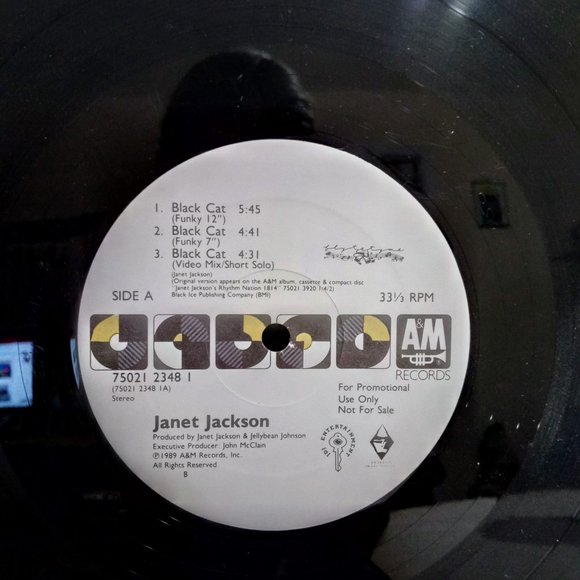 1. Black Cat 5:45
(Funky 12")
2. Black Cat 4:41
(Funky 7")
3. Black Cat 4:31
(Video Mix/Short Solo)
(Janet Jackson)
(Original version appears on the A&M album, cassette & compact disc
"Janet Jackson's Rhythm Nation 1814" 75021 3920 1/4/2)
Black Ice Publishing Company (BMI)
SIDE A
33⅓ RPM
A&M
RECORDS
75021 2348 1
(75021 2348 1A)
Stereo
For Promotional
Use Only
Not For Sale
Janet Jackson
Produced by Janet Jackson & Jellybean Johnson
Executive Producer: John McClain
℗1989 A&M Records, Inc.
All Rights Reserved
B
JDJ ENTERTAINMENT